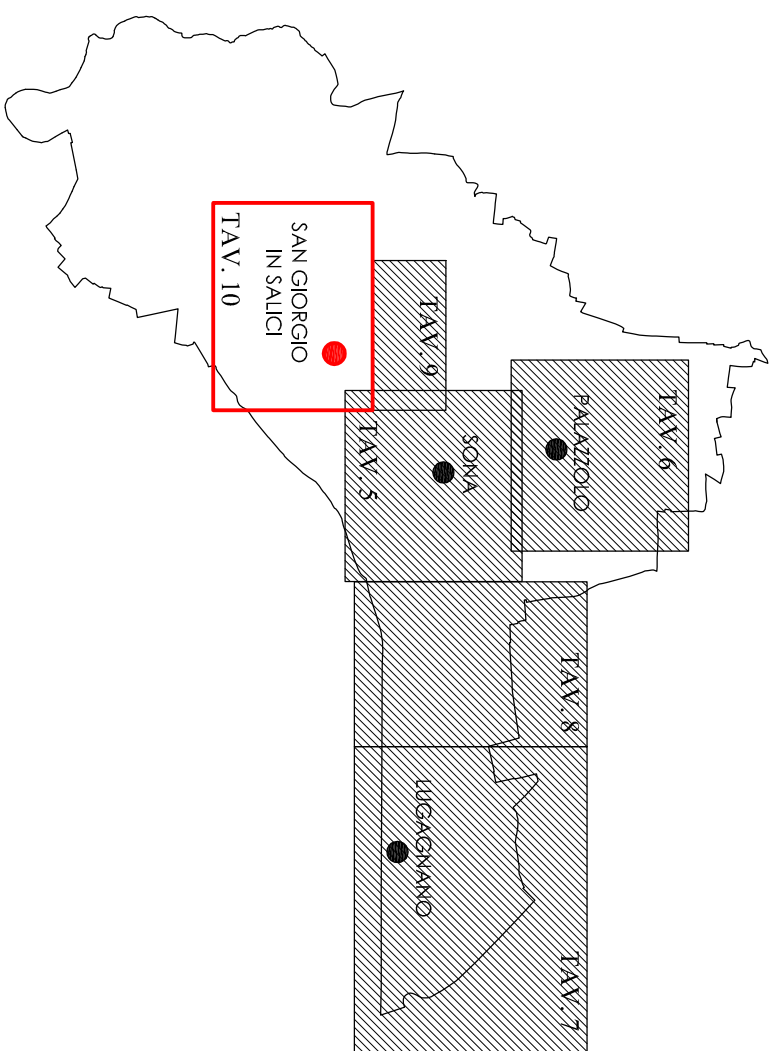 TAV. 6
PALAZZOLO
TAV. 9
SONA
TAV. 5
SAN GIORGIO
IN SALICI
TAV. 10
TAV. 8
LUGAGNANO
TAV. 7